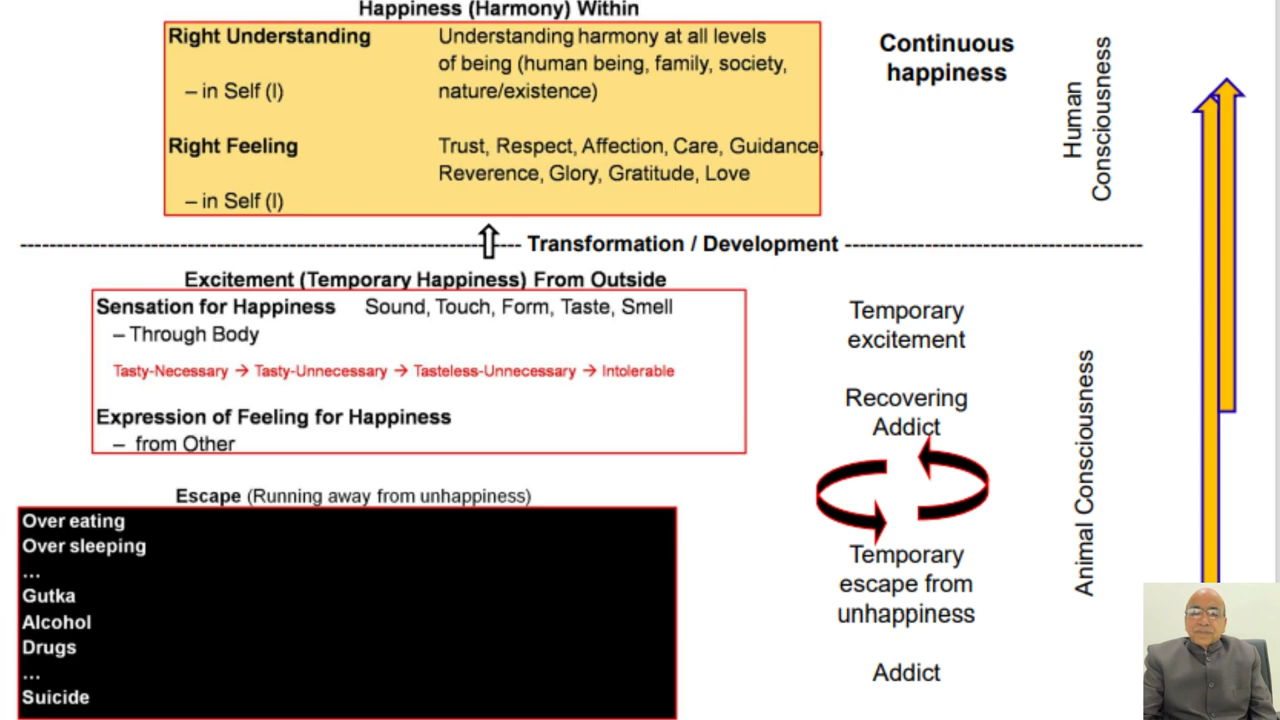 Happiness (Harmony) Within
Right Understanding
– in Self (I)
Understanding harmony at all levels
of being (human being, family, society,
nature/existence)
Right Feeling
– in Self (I)
Trust, Respect, Affection, Care, Guidance,
Reverence, Glory, Gratitude, Love
Continuous
happiness
Human
Consciousness
Transformation / Development
Excitement (Temporary Happiness) From Outside
Sensation for Happiness Sound, Touch, Form, Taste, Smell
– Through Body
Tasty-Necessary → Tasty-Unnecessary → Tasteless-Unnecessary → Intolerable
Expression of Feeling for Happiness
– from Other
Temporary
excitement
Recovering
Addict
Animal Consciousness
Escape (Running away from unhappiness)
Over eating
Over sleeping
...
Gutka
Alcohol
Drugs
...
Suicide
Temporary
escape from
unhappiness
Addict